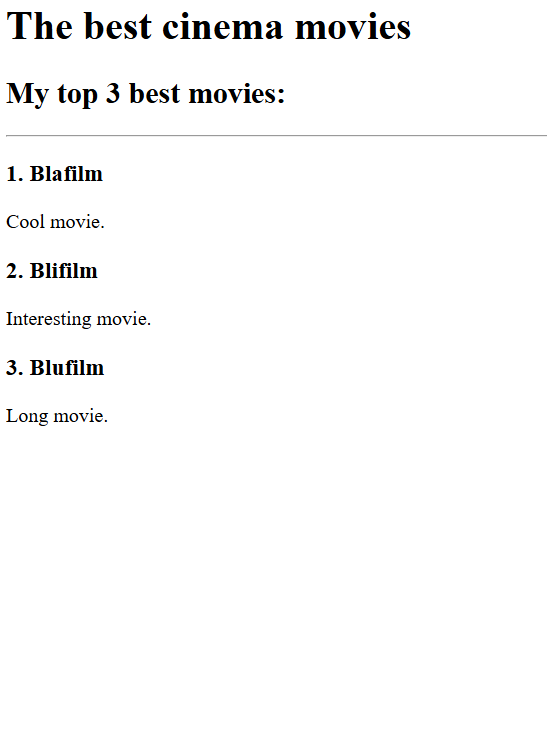 The best cinema movies
My top 3 best movies:
1. Blafilm
Cool movie.
2. Blifilm
Interesting movie.
3. Blufilm
Long movie.